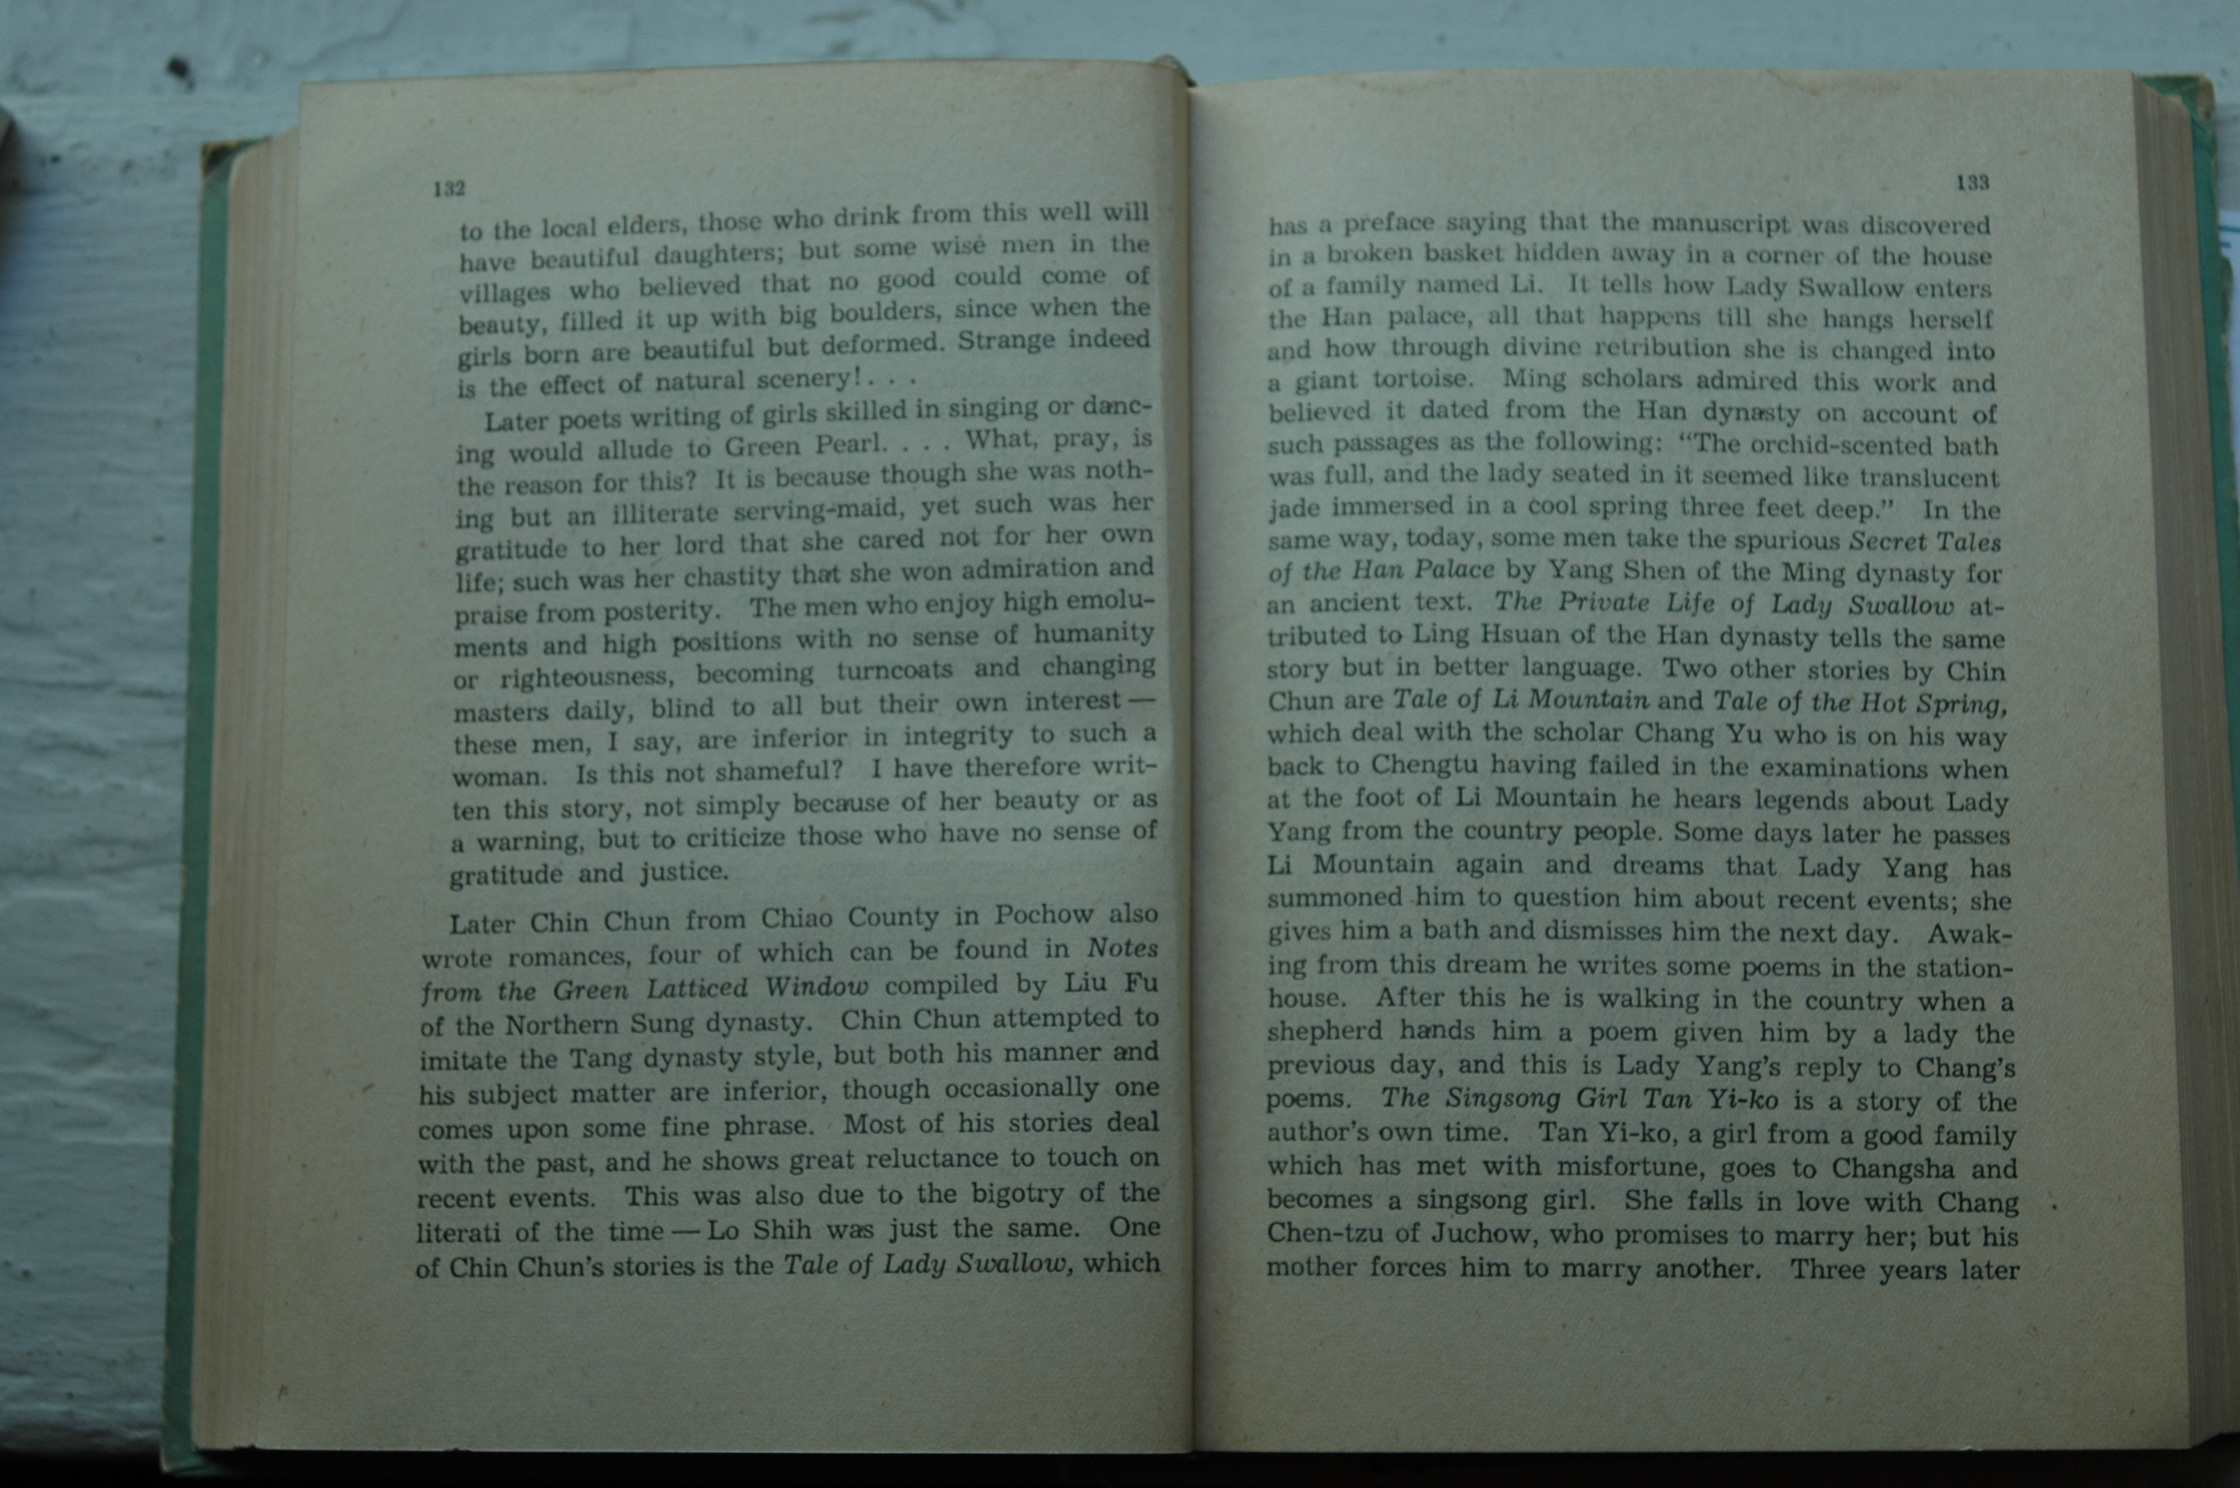 132
to the local elders, those who drink from this well will
have beautiful daughters; but some wise men in the
villages who believed that no good could come of
beauty, filled it up with big boulders, since when the
girls born are beautiful but deformed. Strange indeed
is the effect of natural scenery!. . .
Later poets writing of girls skilled in singing or danc-
ing would allude to Green Pearl. . . . What, pray, is
the reason for this? It is because though she was noth-
ing but an illiterate serving-maid, yet such was her
gratitude to her lord that she cared not for her own
life; such was her chastity that she won admiration and
praise from posterity. The men who enjoy high emolu-
ments and high positions with no sense of humanity
or righteousness, becoming turncoats and changing
masters daily, blind to all but their own interest —
these men, I say, are inferior in integrity to such a
woman. Is this not shameful? I have therefore writ-
ten this story, not simply because of her beauty or as
a warning, but to criticize those who have no sense of
gratitude and justice.
Later Chin Chun from Chiao County in Pochow also
wrote romances, four of which can be found in Notes
from the Green Latticed Window compiled by Liu Fu
of the Northern Sung dynasty. Chin Chun attempted to
imitate the Tang dynasty style, but both his manner and
his subject matter are inferior, though occasionally one
comes upon some fine phrase. Most of his stories deal
with the past, and he shows great reluctance to touch on
recent events. This was also due to the bigotry of the
literati of the time — Lo Shih was just the same. One
of Chin Chun's stories is the Tale of Lady Swallow, which
133
has a preface saying that the manuscript was discovered
in a broken basket hidden away in a corner of the house
of a family named Li. It tells how Lady Swallow enters
the Han palace, all that happens till she hangs herself
and how through divine retribution she is changed into
a giant tortoise. Ming scholars admired this work and
believed it dated from the Han dynasty on account of
such passages as the following: "The orchid-scented bath
was full, and the lady seated in it seemed like translucent
jade immersed in a cool spring three feet deep." In the
same way, today, some men take the spurious Secret Tales
of the Han Palace by Yang Shen of the Ming dynasty for
an ancient text. The Private Life of Lady Swallow at-
tributed to Ling Hsuan of the Han dynasty tells the same
story but in better language. Two other stories by Chin
Chun are Tale of Li Mountain and Tale of the Hot Spring,
which deal with the scholar Chang Yu who is on his way
back to Chengtu having failed in the examinations when
at the foot of Li Mountain he hears legends about Lady
Yang from the country people. Some days later he passes
Li Mountain again and dreams that Lady Yang has
summoned him to question him about recent events; she
gives him a bath and dismisses him the next day. Awak-
ing from this dream he writes some poems in the station-
house. After this he is walking in the country when a
shepherd hands him a poem given him by a lady the
previous day, and this is Lady Yang's reply to Chang's
poems. The Singsong Girl Tan Yi-ko is a story of the
author's own time. Tan Yi-ko, a girl from a good family
which has met with misfortune, goes to Changsha and
becomes a singsong girl. She falls in love with Chang
Chen-tzu of Juchow, who promises to marry her; but his
mother forces him to marry another. Three years later